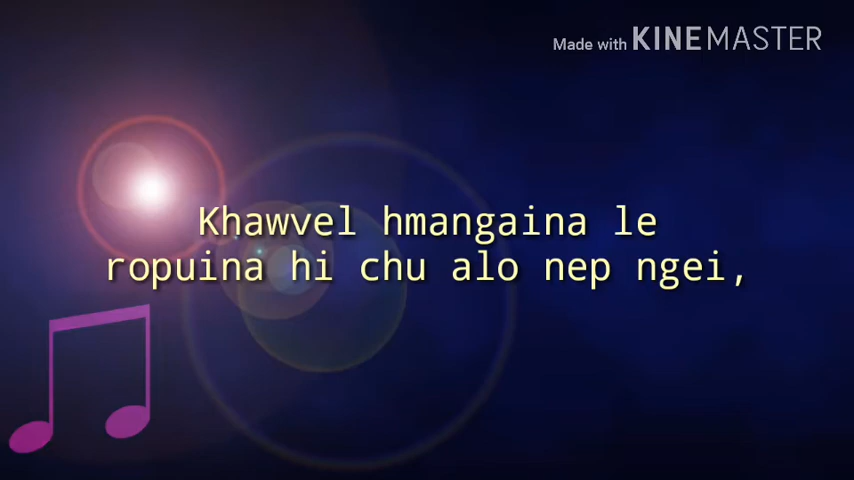 Made with KINEMASTER
Khawvel hmangaina le
ropuina hi chu alo nep ngei,